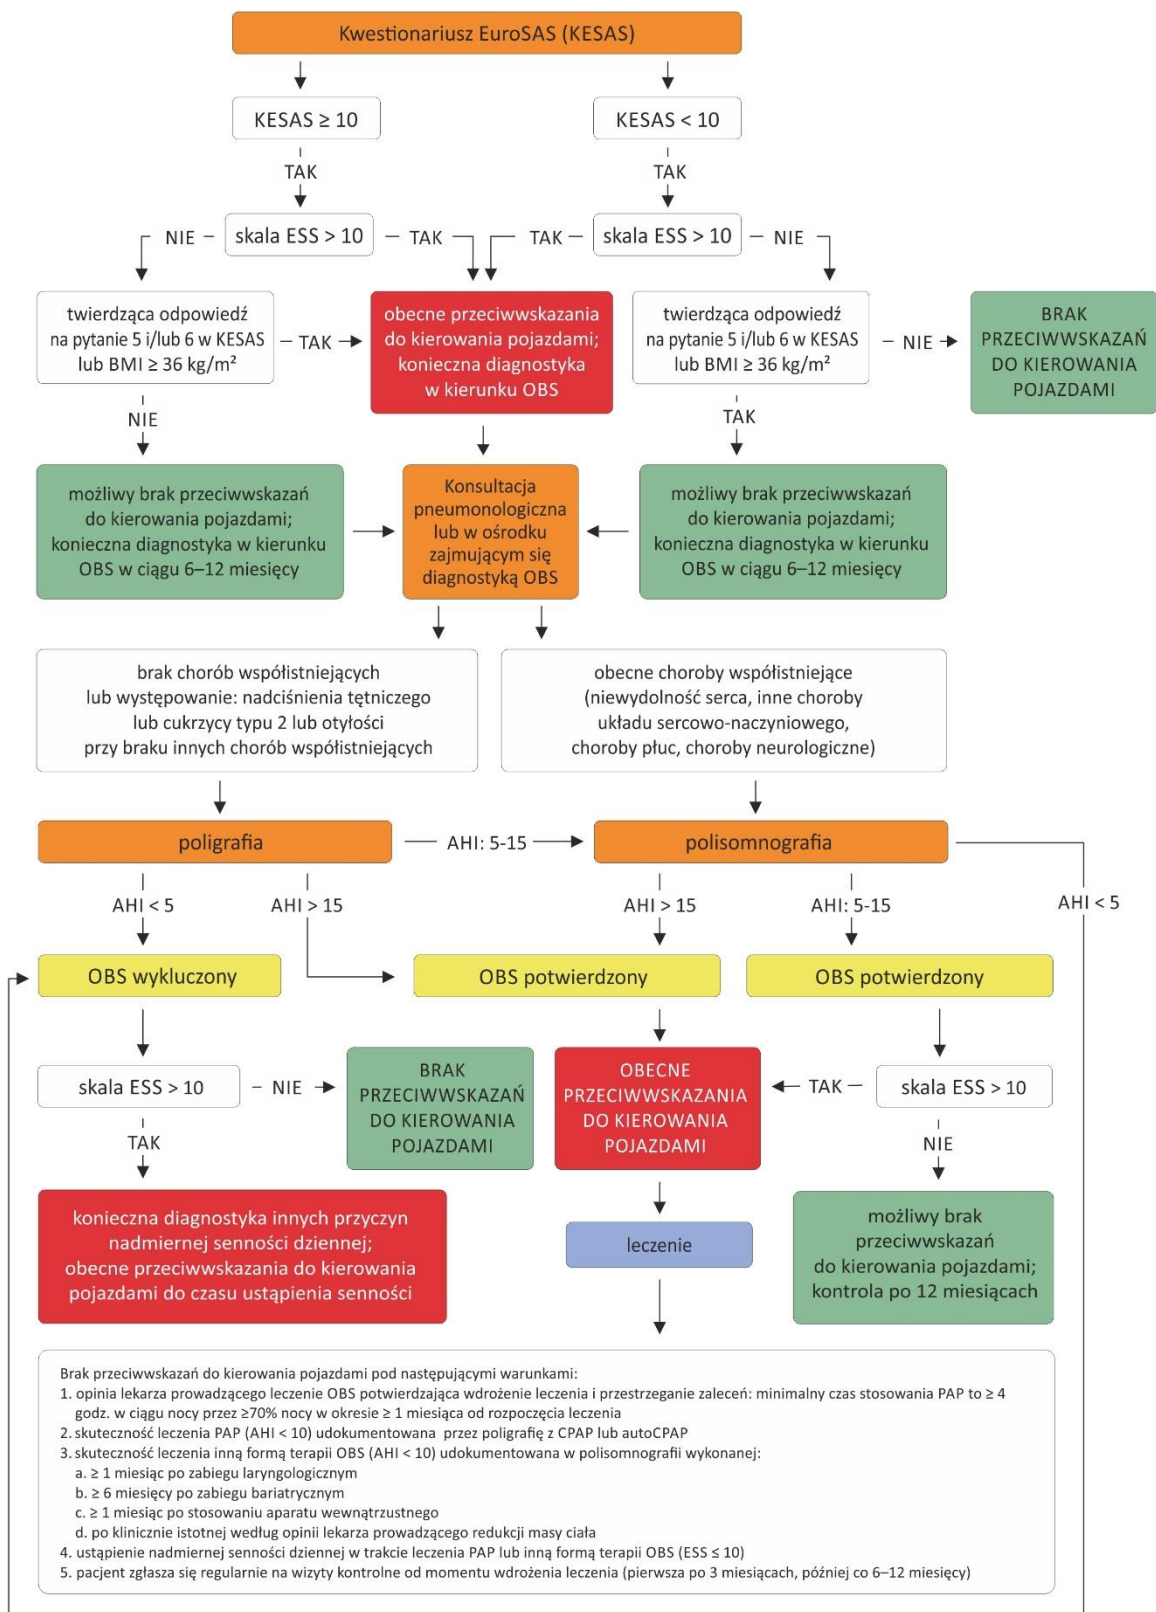 Kwestionariusz EuroSAS (KESAS)
KESAS ≥ 10
KESAS < 10
TAK
TAK
NIE
skala ESS > 10
TAK
TAK
skala ESS > 10
NIE
twierdząca odpowiedź
na pytanie 5 i/lub 6 w KESAS
lub BMI ≥ 36 kg/m²
TAK
obecne przeciwwskazania
do kierowania pojazdami;
konieczna diagnostyka
w kierunku OBS
twierdząca odpowiedź
na pytanie 5 i/lub 6 w KESAS
lub BMI ≥ 36 kg/m²
NIE
BRAK
PRZECIWWSKAZAŃ
DO KIEROWANIA
POJAZDAMI
NIE
TAK
możliwy brak przeciwwskazań
do kierowania pojazdami;
konieczna diagnostyka w kierunku
OBS w ciągu 6–12 miesięcy
Konsultacja
pneumonologiczna
lub w ośrodku
zajmującym się
diagnostyką OBS
możliwy brak przeciwwskazań
do kierowania pojazdami;
konieczna diagnostyka w kierunku
OBS w ciągu 6–12 miesięcy
brak chorób współistniejących
lub występowanie: nadciśnienia tętniczego
lub cukrzycy typu 2 lub otyłości
przy braku innych chorób współistniejących
obecne choroby współistniejące
(niewydolność serca, inne choroby
układu sercowo-naczyniowego,
choroby płuc, choroby neurologiczne)
poligrafia
AHI: 5-15
polisomnografia
AHI < 5
AHI > 15
AHI > 15
AHI: 5-15
AHI < 5
OBS wykluczony
OBS potwierdzony
OBS potwierdzony
skala ESS > 10
NIE
BRAK
PRZECIWWSKAZAŃ
DO KIEROWANIA
POJAZDAMI
OBECNE
PRZECIWWSKAZANIA
DO KIEROWANIA
POJAZDAMI
TAK
skala ESS > 10
TAK
NIE
konieczna diagnostyka innych przyczyn
nadmiernej senności dziennej;
obecne przeciwwskazania do kierowania
pojazdami do czasu ustąpienia senności
leczenie
możliwy brak
przeciwwskazań
do kierowania pojazdami;
kontrola po 12 miesiącach
Brak przeciwwskazań do kierowania pojazdami pod następującymi warunkami:
1. opinia lekarza prowadzącego leczenie OBS potwierdzająca wdrożenie leczenia i przestrzeganie zaleceń: minimalny czas stosowania PAP to ≥ 4
godz. w ciągu nocy przez ≥70% nocy w okresie ≥ 1 miesiąca od rozpoczęcia leczenia
2. skuteczność leczenia PAP (AHI < 10) udokumentowana przez poligrafię z CPAP lub autoCPAP
3. skuteczność leczenia inną formą terapii OBS (AHI < 10) udokumentowana w polisomnografii wykonanej:
a. ≥ 1 miesiąc po zabiegu laryngologicznym
b. ≥ 6 miesięcy po zabiegu bariatrycznym
c. ≥ 1 miesiąc po stosowaniu aparatu wewnątrzustnego
d. po klinicznie istotnej według opinii lekarza prowadzącego redukcji masy ciała
4. ustąpienie nadmiernej senności dziennej w trakcie leczenia PAP lub inną formą terapii OBS (ESS ≤ 10)
5. pacjent zgłasza się regularnie na wizyty kontrolne od momentu wdrożenia leczenia (pierwsza po 3 miesiącach, później co 6–12 miesięcy)